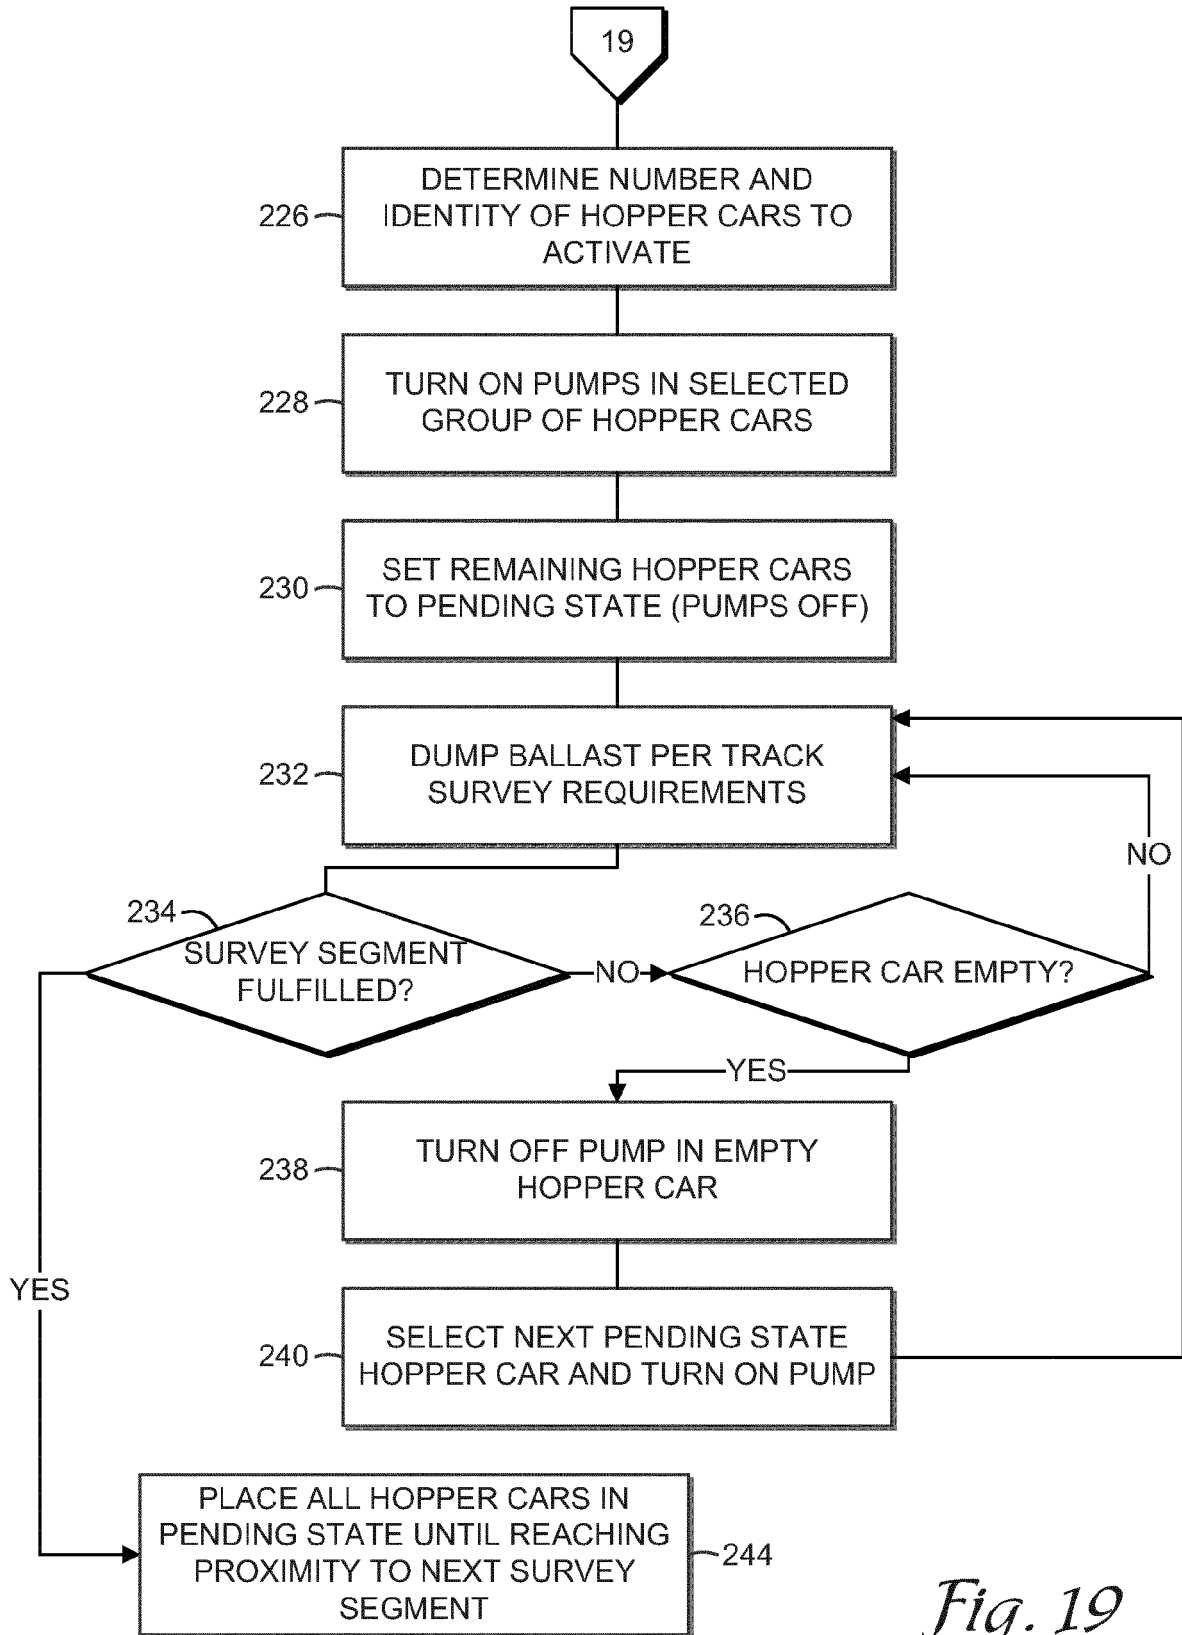 19
DETERMINE NUMBER AND
IDENTITY OF HOPPER CARS TO
ACTIVATE
226
TURN ON PUMPS IN SELECTED
GROUP OF HOPPER CARS
228
SET REMAINING HOPPER CARS
TO PENDING STATE (PUMPS OFF)
230
DUMP BALLAST PER TRACK
SURVEY REQUIREMENTS
232
NO
234
SURVEY SEGMENT
FULFILLED?
NO
236
HOPPER CAR EMPTY?
YES
TURN OFF PUMP IN EMPTY
HOPPER CAR
238
YES
SELECT NEXT PENDING STATE
HOPPER CAR AND TURN ON PUMP
240
PLACE ALL HOPPER CARS IN
PENDING STATE UNTIL REACHING
PROXIMITY TO NEXT SURVEY
SEGMENT
244
Fig. 19